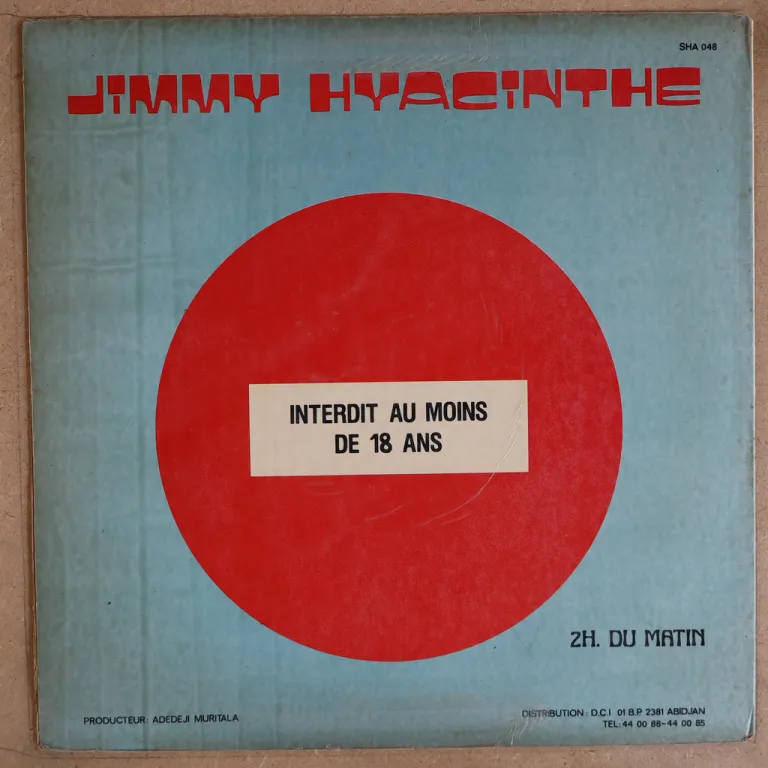 SHA 048
JIMMY HYACINTHE
INTERDIT AU MOINS
DE 18 ANS
2H. DU MATIN
PRODUCTEUR: ADEDEJI MURITALA
DISTRIBUTION: D.C.I 01 B.P 2381 ABIDJAN
TEL: 44 00 88-44 00 85